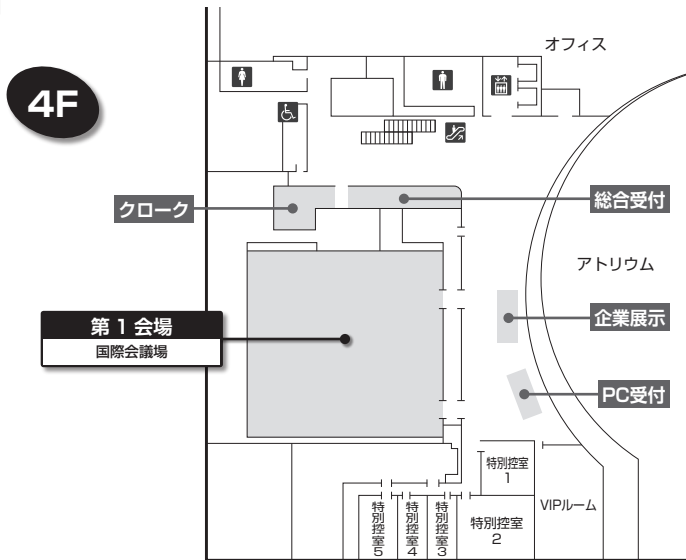 オフィス
4F
クローク
総合受付
アトリウム
企業展示
第1会場
国際会議場
PC受付
特別控室
1
特別控室5
特別控室4
特別控室3
特別控室
2
VIPルーム